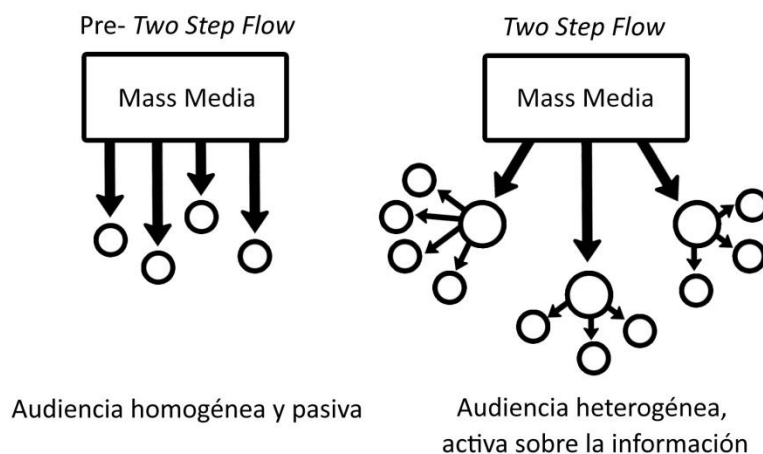 Pre- Two Step Flow
Mass Media
Audiencia homogénea y pasiva
Two Step Flow
Mass Media
Audiencia heterogénea,
activa sobre la información